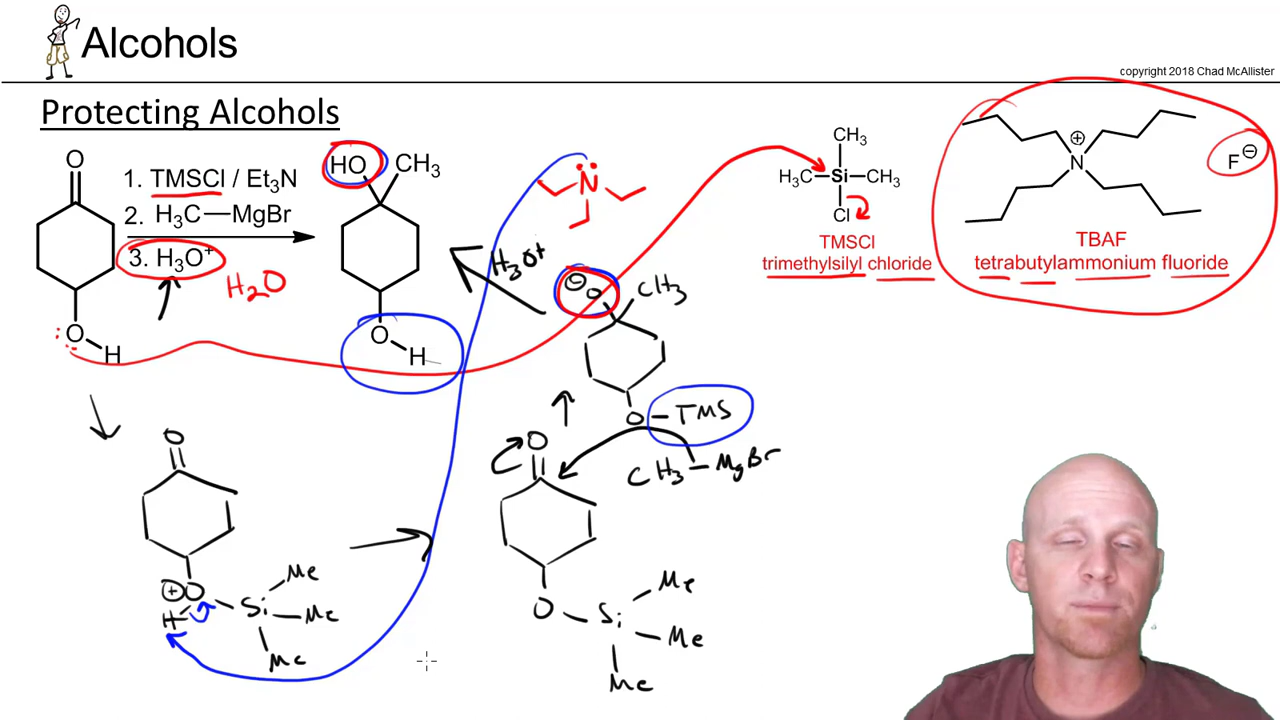 Alcohols
copyright 2018 Chad McAllister
Protecting Alcohols
O
1. TMSCl / Et3N
2. H3C—MgBr
3. H3O+
H2O
O
H
HO
CH3
O
H
N
H3O+
CH3
H3C
Si
CH3
Cl
TMSCl
trimethylsilyl chloride
N⊕
F⊖
TBAF
tetrabutylammonium fluoride
⊖O
CH3
O—TMS
CH3—MgBr
O
⊕O
H
Si
Me
Me
Me
O
O
Si
Me
Me
Me